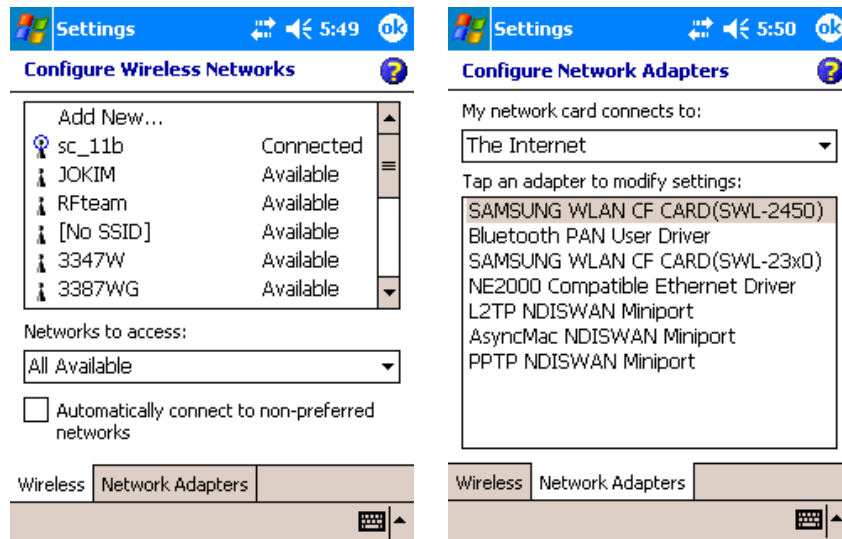 Settings 5:49 ok
Configure Wireless Networks ?
Add New...
sc_11b Connected
JOKIM Available
RFteam Available
[No SSID] Available
3347W Available
3387WG Available
Networks to access:
All Available
Automatically connect to non-preferred
networks
Wireless Network Adapters
Settings 5:50 ok
Configure Network Adapters ?
My network card connects to:
The Internet
Tap an adapter to modify settings:
SAMSUNG WLAN CF CARD(SWL-2450)
Bluetooth PAN User Driver
SAMSUNG WLAN CF CARD(SWL-23x0)
NE2000 Compatible Ethernet Driver
L2TP NDISWAN Miniport
AsyncMac NDISWAN Miniport
PPTP NDISWAN Miniport
Wireless Network Adapters